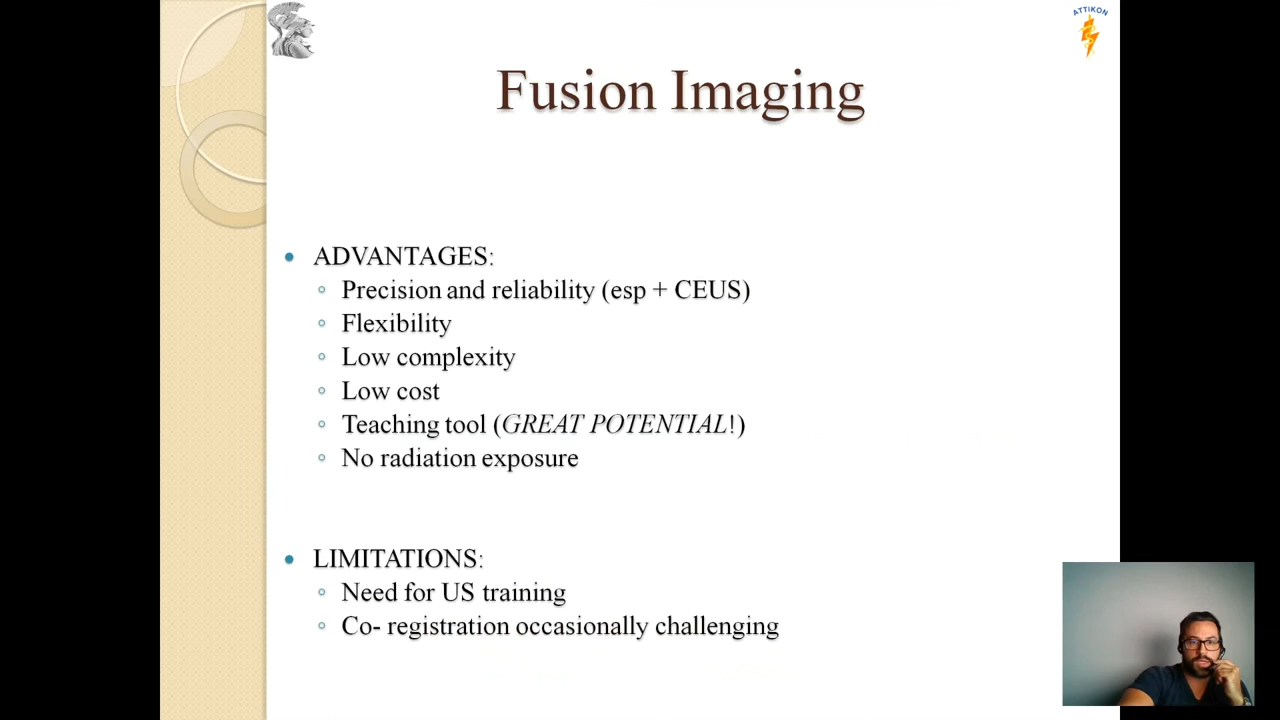 ATTIKON
Fusion Imaging
ADVANTAGES:
Precision and reliability (esp + CEUS)
Flexibility
Low complexity
Low cost
Teaching tool (GREAT POTENTIAL!)
No radiation exposure
LIMITATIONS:
Need for US training
Co- registration occasionally challenging